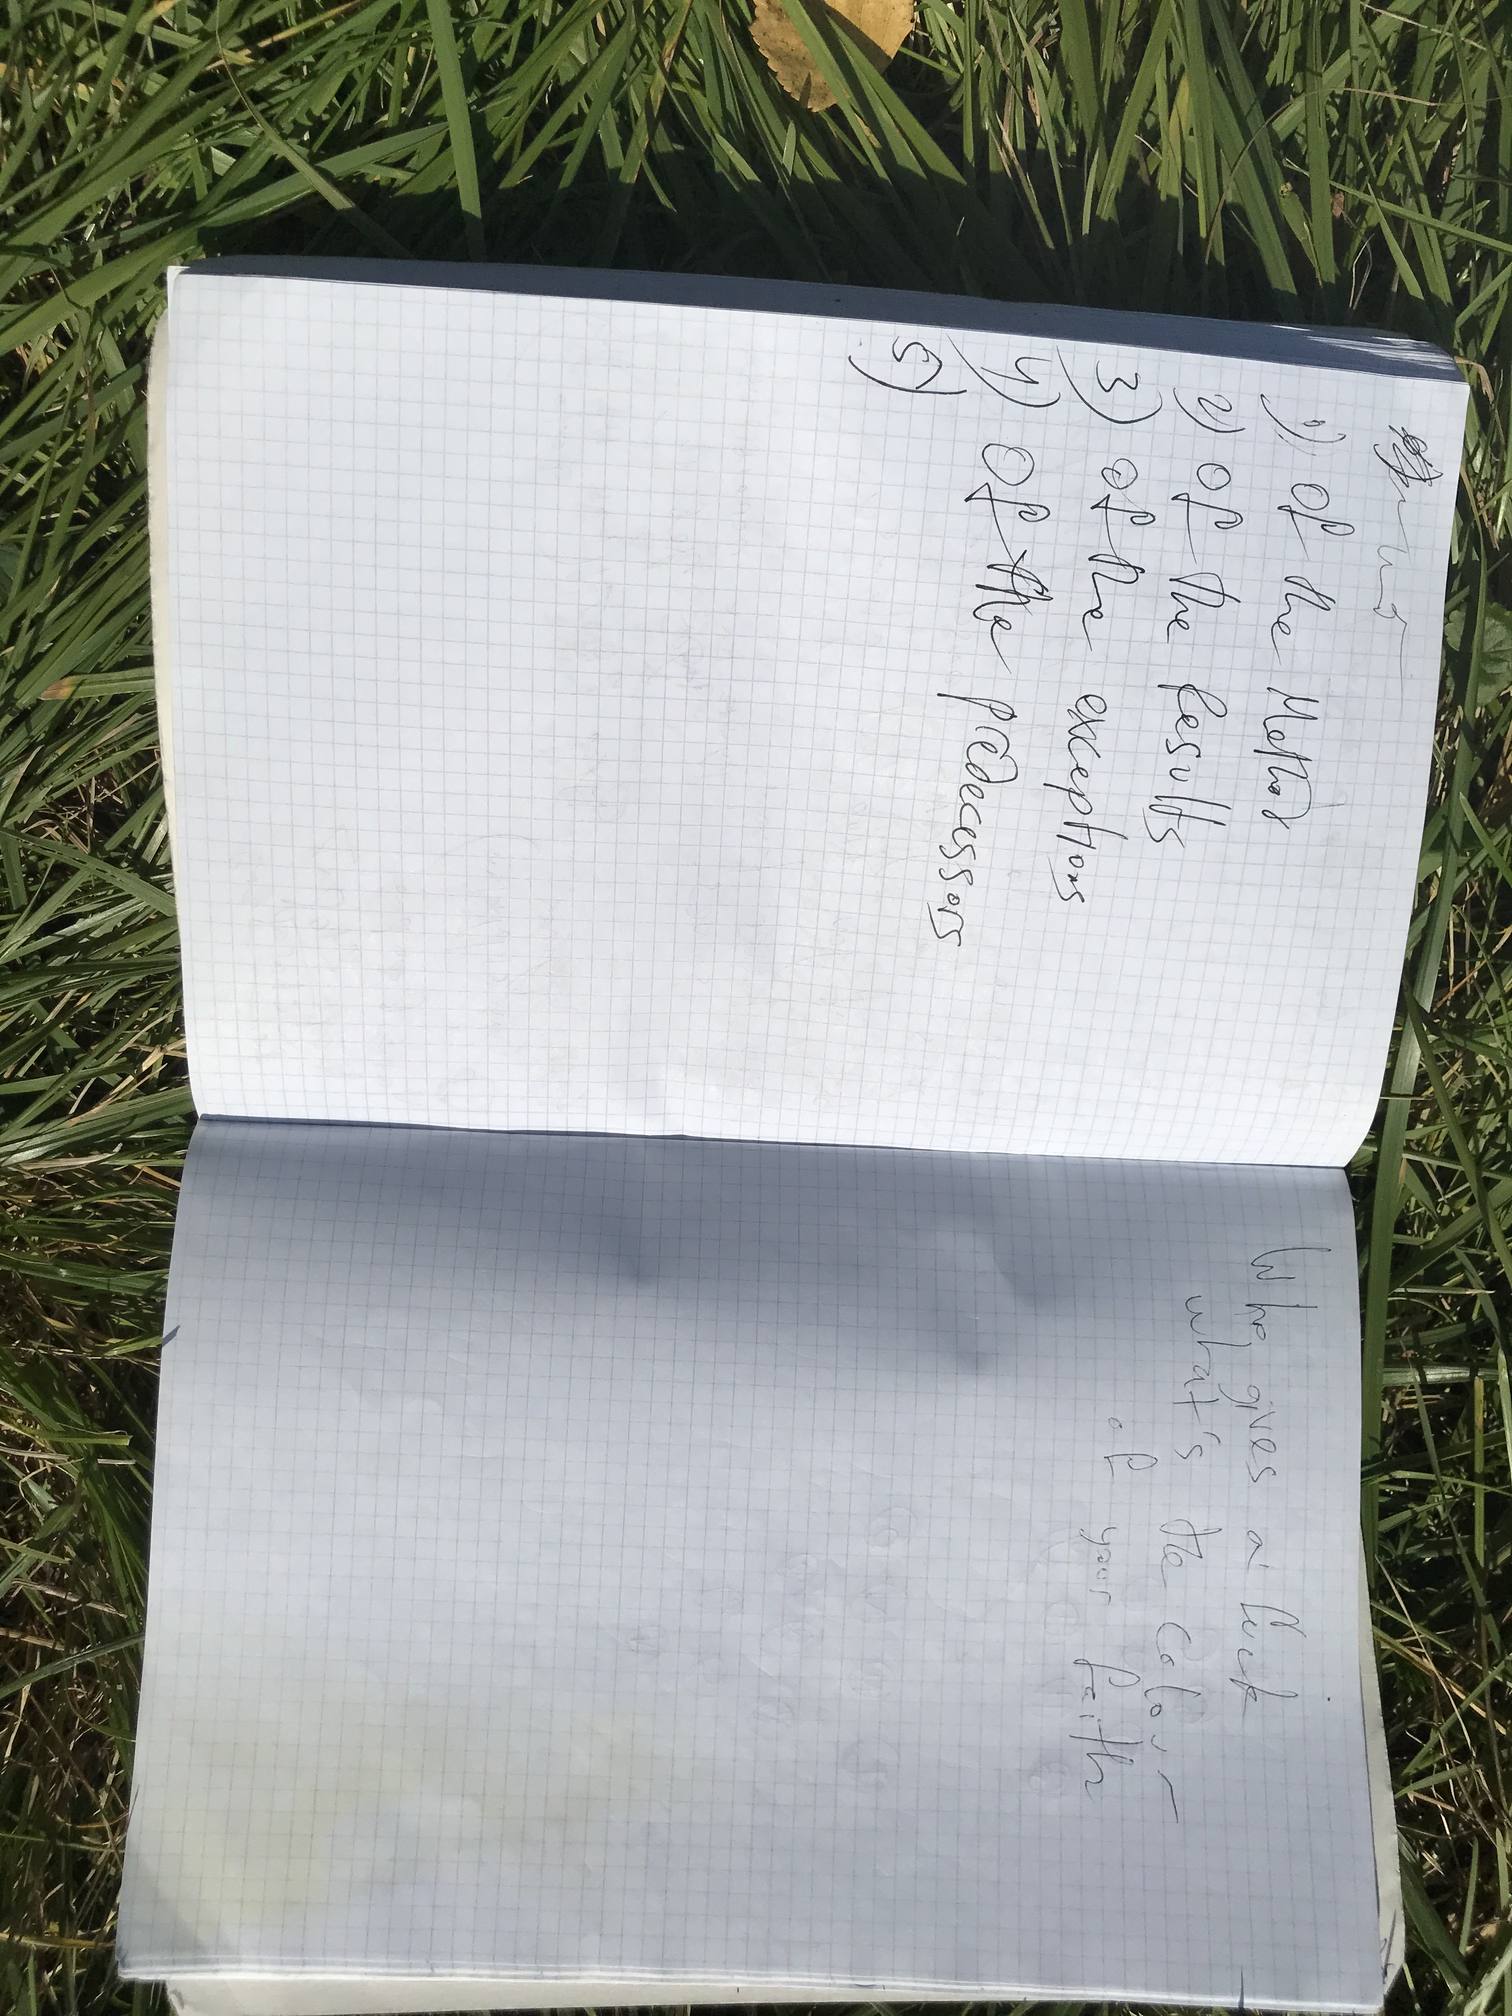 1) Of the Method
2) Of the Results
3) Of the exceptions
4) Of the predecessors
5)
Who gives a fuck
what's the colour
of your faith